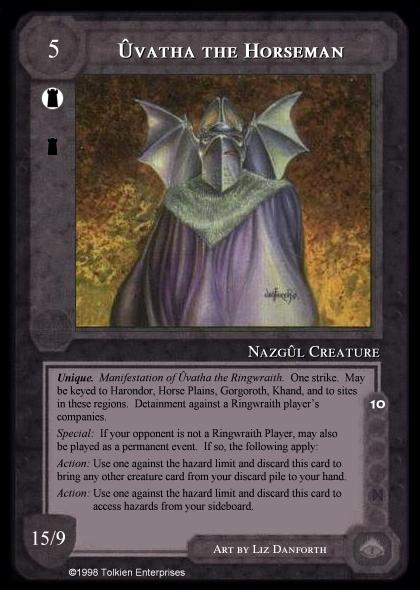 5
ÛVATHA THE HORSEMAN
NAZGÛL CREATURE
Unique. Manifestation of Ûvatha the Ringwraith. One strike. May
be keyed to Harondor, Horse Plains, Gorgoroth, Khand, and to sites
in these regions. Detainment against a Ringwraith player's
companies.
10
Special: If your opponent is not a Ringwraith Player, may also
be played as a permanent event. If so, the following apply:
Action: Use one against the hazard limit and discard this card to
bring any other creature card from your discard pile to your hand.
Action: Use one against the hazard limit and discard this card to
access hazards from your sideboard.
15/9
ART BY LIZ DANFORTH
©1998 Tolkien Enterprises